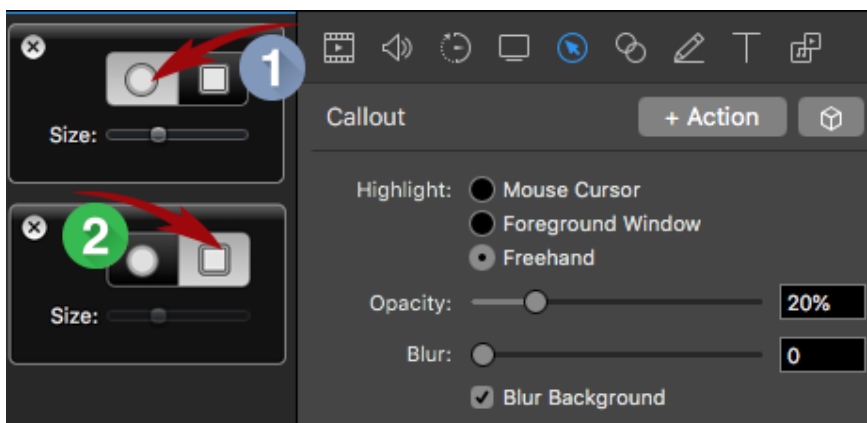 1
Size:
2
Size:
Callout
+ Action
Highlight:
Mouse Cursor
Foreground Window
Freehand
Opacity:
20%
Blur:
0
Blur Background